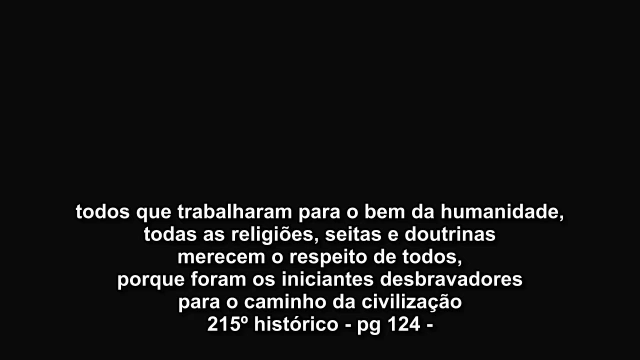 todos que trabalharam para o bem da humanidade,
todas as religiões, seitas e doutrinas
merecem o respeito de todos,
porque foram os iniciantes desbravadores
para o caminho da civilização
215º histórico - pg 124 -